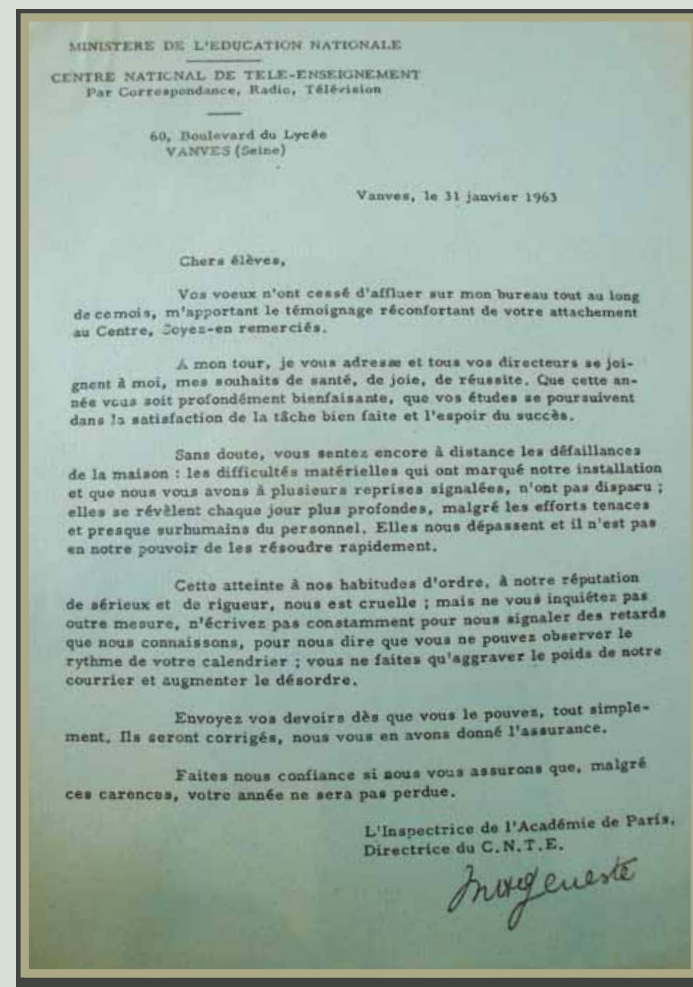 MINISTERE DE L'EDUCATION NATIONALE
CENTRE NATIONAL DE TELE-ENSEIGNEMENT
Par Correspondance, Radio, Télévision
60, Boulevard du Lycée
VANVES (Seine)
Vanves, le 31 janvier 1963
Chers élèves,
Vos voeux n'ont cessé d'affluer sur mon bureau tout au long
de ce mois, m'apportant le témoignage réconfortant de votre attachement
au Centre, Soyez-en remerciés.
A mon tour, je vous adresse et tous vos directeurs se joi-
gnent à moi, mes souhaits de santé, de joie, de réussite. Que cette an-
née vous soit profondément bienfaisante, que vos études se poursuivent
dans la satisfaction de la tâche bien faite et l'espoir du succès.
Sans doute, vous sentez encore à distance les défaillances
de la maison : les difficultés matérielles qui ont marqué notre installation
et que nous vous avons à plusieurs reprises signalées, n'ont pas disparu ;
elles se révèlent chaque jour plus profondes, malgré les efforts tenaces
et presque surhumains du personnel. Elles nous dépassent et il n'est pas
en notre pouvoir de les résoudre rapidement.
Cette atteinte à nos habitudes d'ordre, à notre réputation
de sérieux et de rigueur, nous est cruelle ; mais ne vous inquiétez pas
outre mesure, n'écrivez pas constamment pour nous signaler des retards
que nous connaissons, pour nous dire que vous ne pouvez observer le
rythme de votre calendrier ; vous ne faites qu'aggraver le poids de notre
courrier et augmenter le désordre.
Envoyez vos devoirs dès que vous le pouvez, tout simple-
ment. Ils seront corrigés, nous vous en avons donné l'assurance.
Faites nous confiance si nous vous assurons que, malgré
ces carences, votre année ne sera pas perdue.
L'Inspectrice de l'Académie de Paris,
Directrice du C.N.T.E.